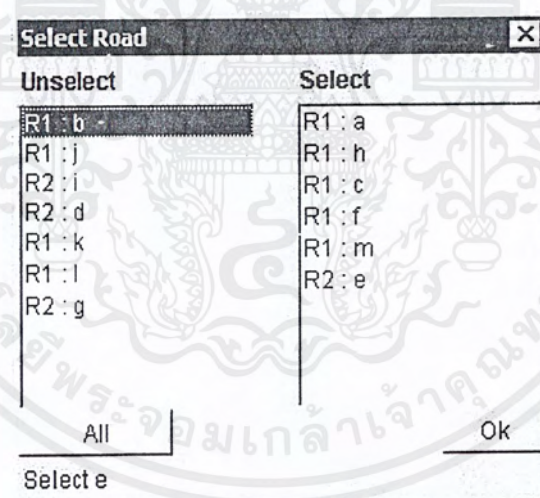 Select Road
Unselect
R1 : b
R1 : j
R2 : i
R2 : d
R1 : k
R1 : l
R2 : g
Select
R1 : a
R1 : h
R1 : c
R1 : f
R1 : m
R2 : e
All
Ok
Select e